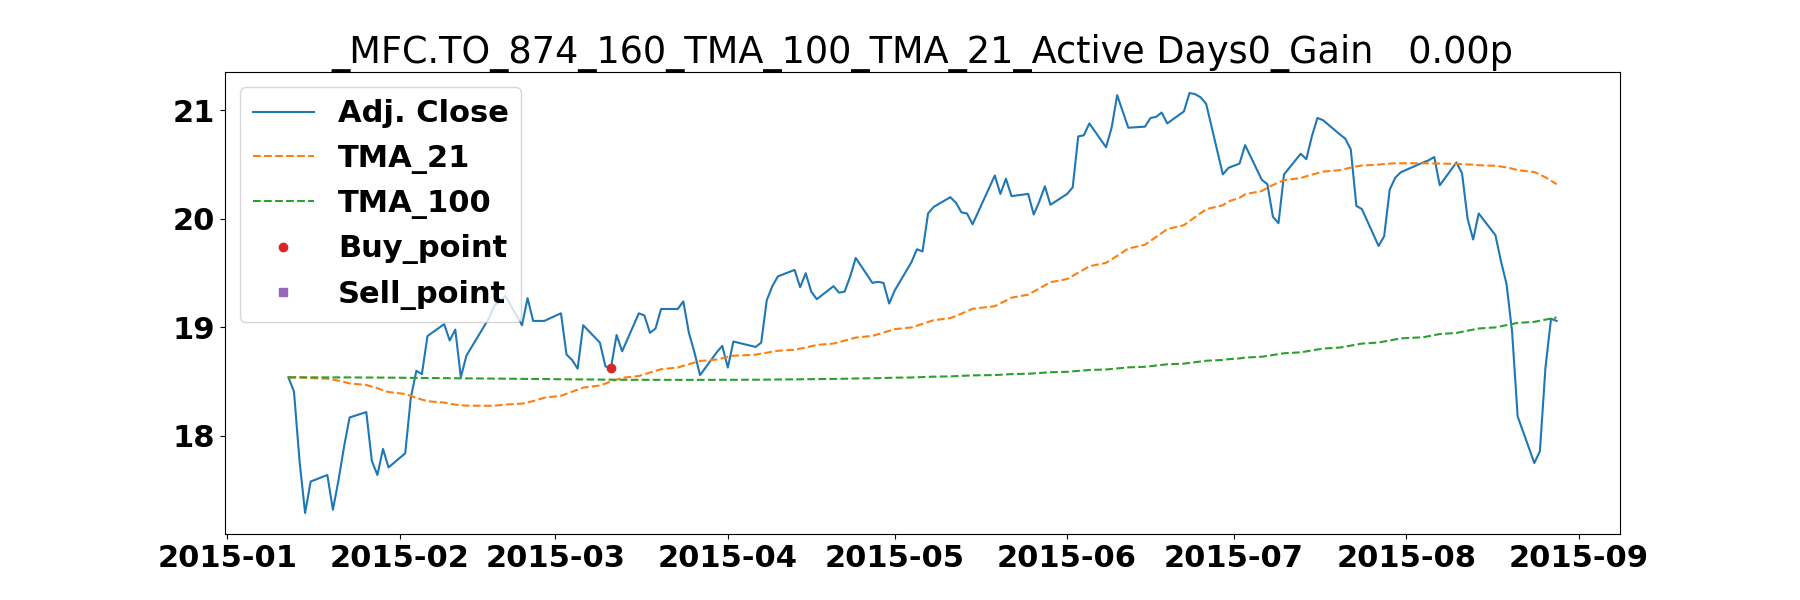 _MFC.TO_874_160_TMA_100_TMA_21_Active Days0_Gain   0.00p
21
20
19
18
Adj. Close
TMA_21
TMA_100
Buy_point
Sell_point
2015-01 2015-02 2015-03 2015-04 2015-05 2015-06 2015-07 2015-08 2015-09